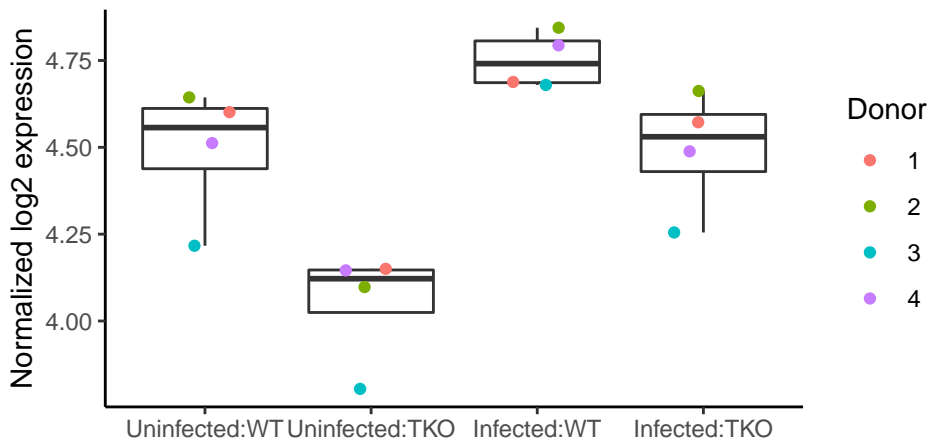 Normalized log2 expression
4.75
4.50
4.25
4.00
Uninfected:WT
Uninfected:TKO
Infected:WT
Infected:TKO
Donor
1
2
3
4